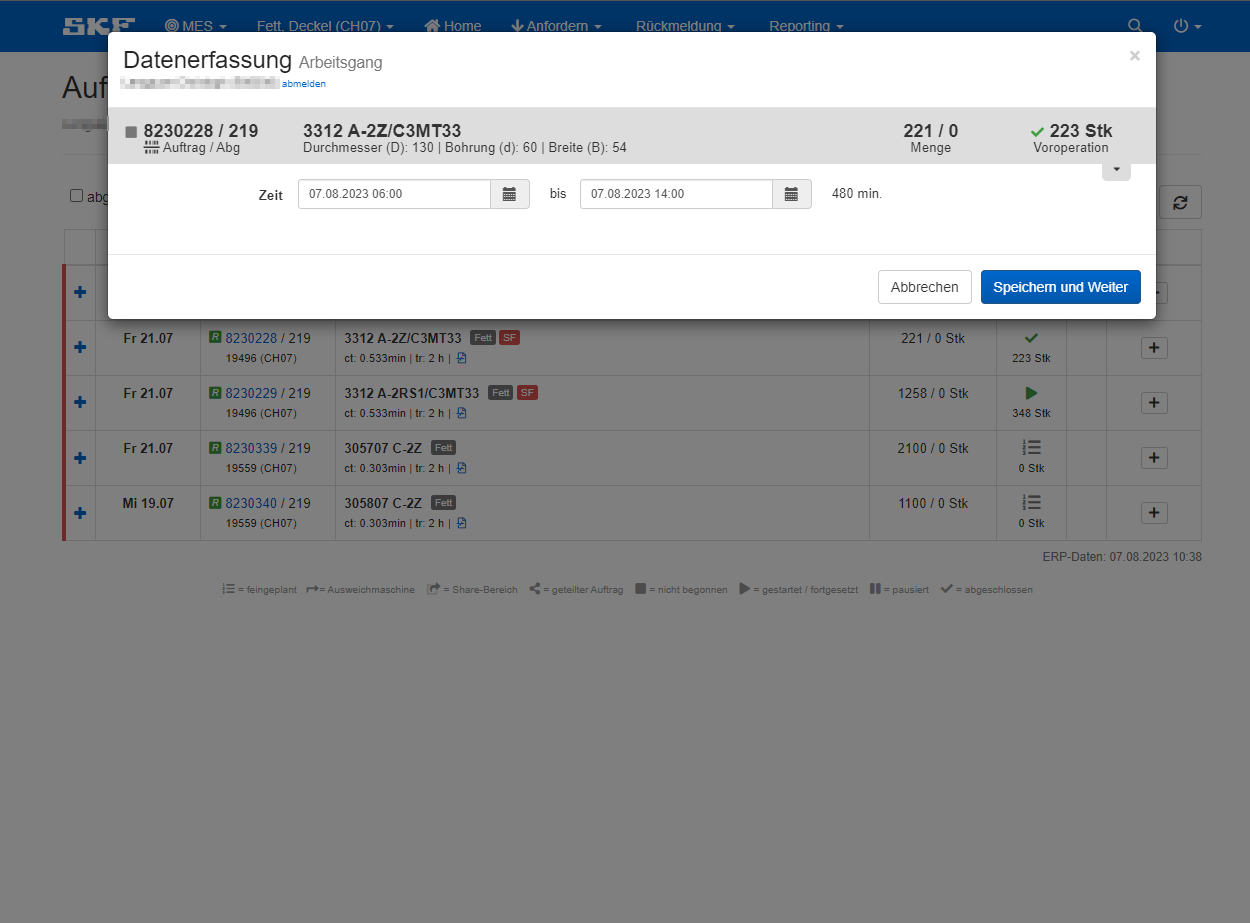 SKF MES Fett, Deckel (CH07) Home Anfordern Rückmeldung Reporting
Auf
Datenerfassung Arbeitsgang
abmelden
×
8230228 / 219
Auftrag / Abg
3312 A-2Z/C3MT33
Durchmesser (D): 130 | Bohrung (d): 60 | Breite (B): 54
221 / 0
Menge
223 Stk
Voroperation
abg
Zeit 07.08.2023 06:00 bis 07.08.2023 14:00 480 min.
Abbrechen Speichern und Weiter
Fr 21.07 R 8230228 / 219 3312 A-2Z/C3MT33 Fett SF 221 / 0 Stk
19496 (CH07) ct: 0.533min | tr: 2 h | 223 Stk
Fr 21.07 R 8230229 / 219 3312 A-2RS1/C3MT33 Fett SF 1258 / 0 Stk
19496 (CH07) ct: 0.533min | tr: 2 h | 348 Stk
Fr 21.07 R 8230339 / 219 305707 C-2Z Fett 2100 / 0 Stk
19559 (CH07) ct: 0.303min | tr: 2 h | 0 Stk
Mi 19.07 R 8230340 / 219 305807 C-2Z Fett 1100 / 0 Stk
19559 (CH07) ct: 0.303min | tr: 2 h | 0 Stk
ERP-Daten: 07.08.2023 10:38
= feingeplant = Ausweichmaschine = Share-Bereich = geteilter Auftrag = nicht begonnen = gestartet / fortgesetzt = pausiert = abgeschlossen